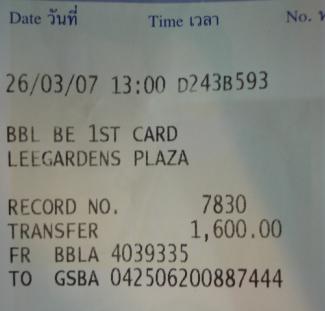 Date วันที่ Time เวลา No.
26/03/07 13:00 D243B593
BBL BE 1ST CARD
LEEGARDENS PLAZA
RECORD NO. 7830
TRANSFER 1,600.00
FR BBLA 4039335
TO GSBA 042506200887444